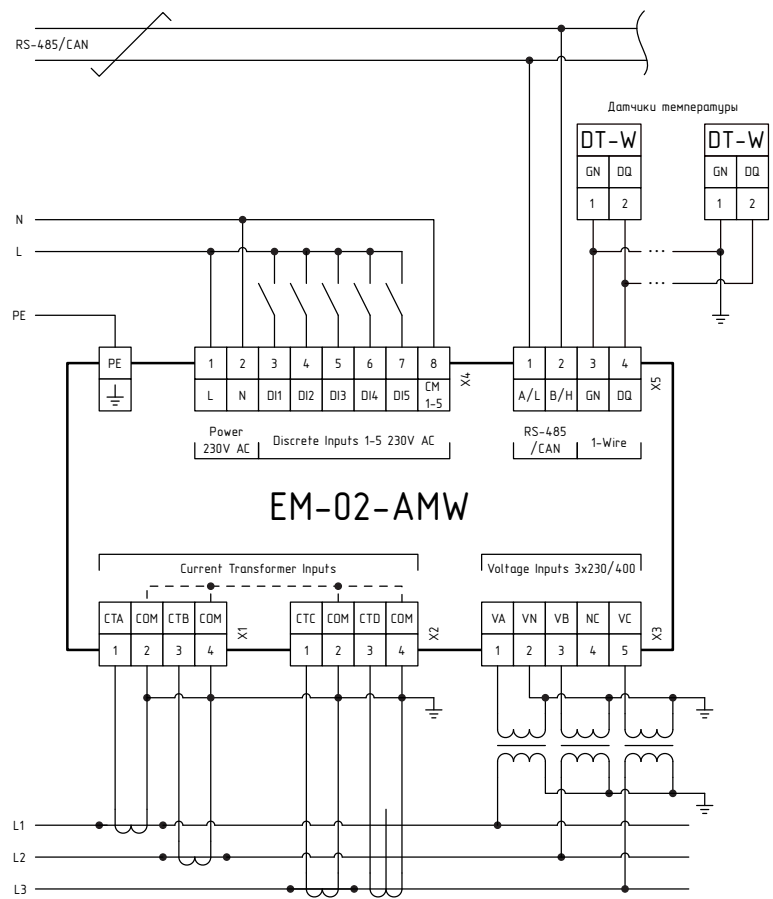 RS-485/CAN
Датчики температуры
DT-W DT-W
GN DQ GN DQ
1 2 1 2
N
L
PE
PE 1 2 3 4 5 6 7 8 X4 1 2 3 4 X5
L N DI1 DI2 DI3 DI4 DI5 CM 1-5 A/L B/H GN DQ
Power 230V AC
Discrete Inputs 1-5 230V AC
RS-485 /CAN
1-Wire
EM-02-AMW
Current Transformer Inputs
Voltage Inputs 3x230/400
CTA COM CTB COM X1 CTC COM CTD COM X2 VA VN VB NC VC X3
1 2 3 4 1 2 3 4 1 2 3 4 5
L1
L2
L3